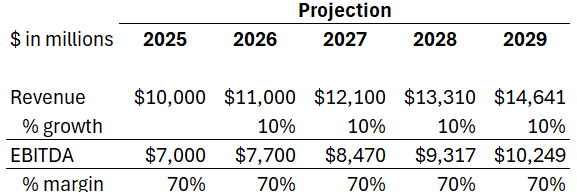 Projection
$ in millions 2025 2026 2027 2028 2029
Revenue $10,000 $11,000 $12,100 $13,310 $14,641
% growth 10% 10% 10% 10%
EBITDA $7,000 $7,700 $8,470 $9,317 $10,249
% margin 70% 70% 70% 70% 70%